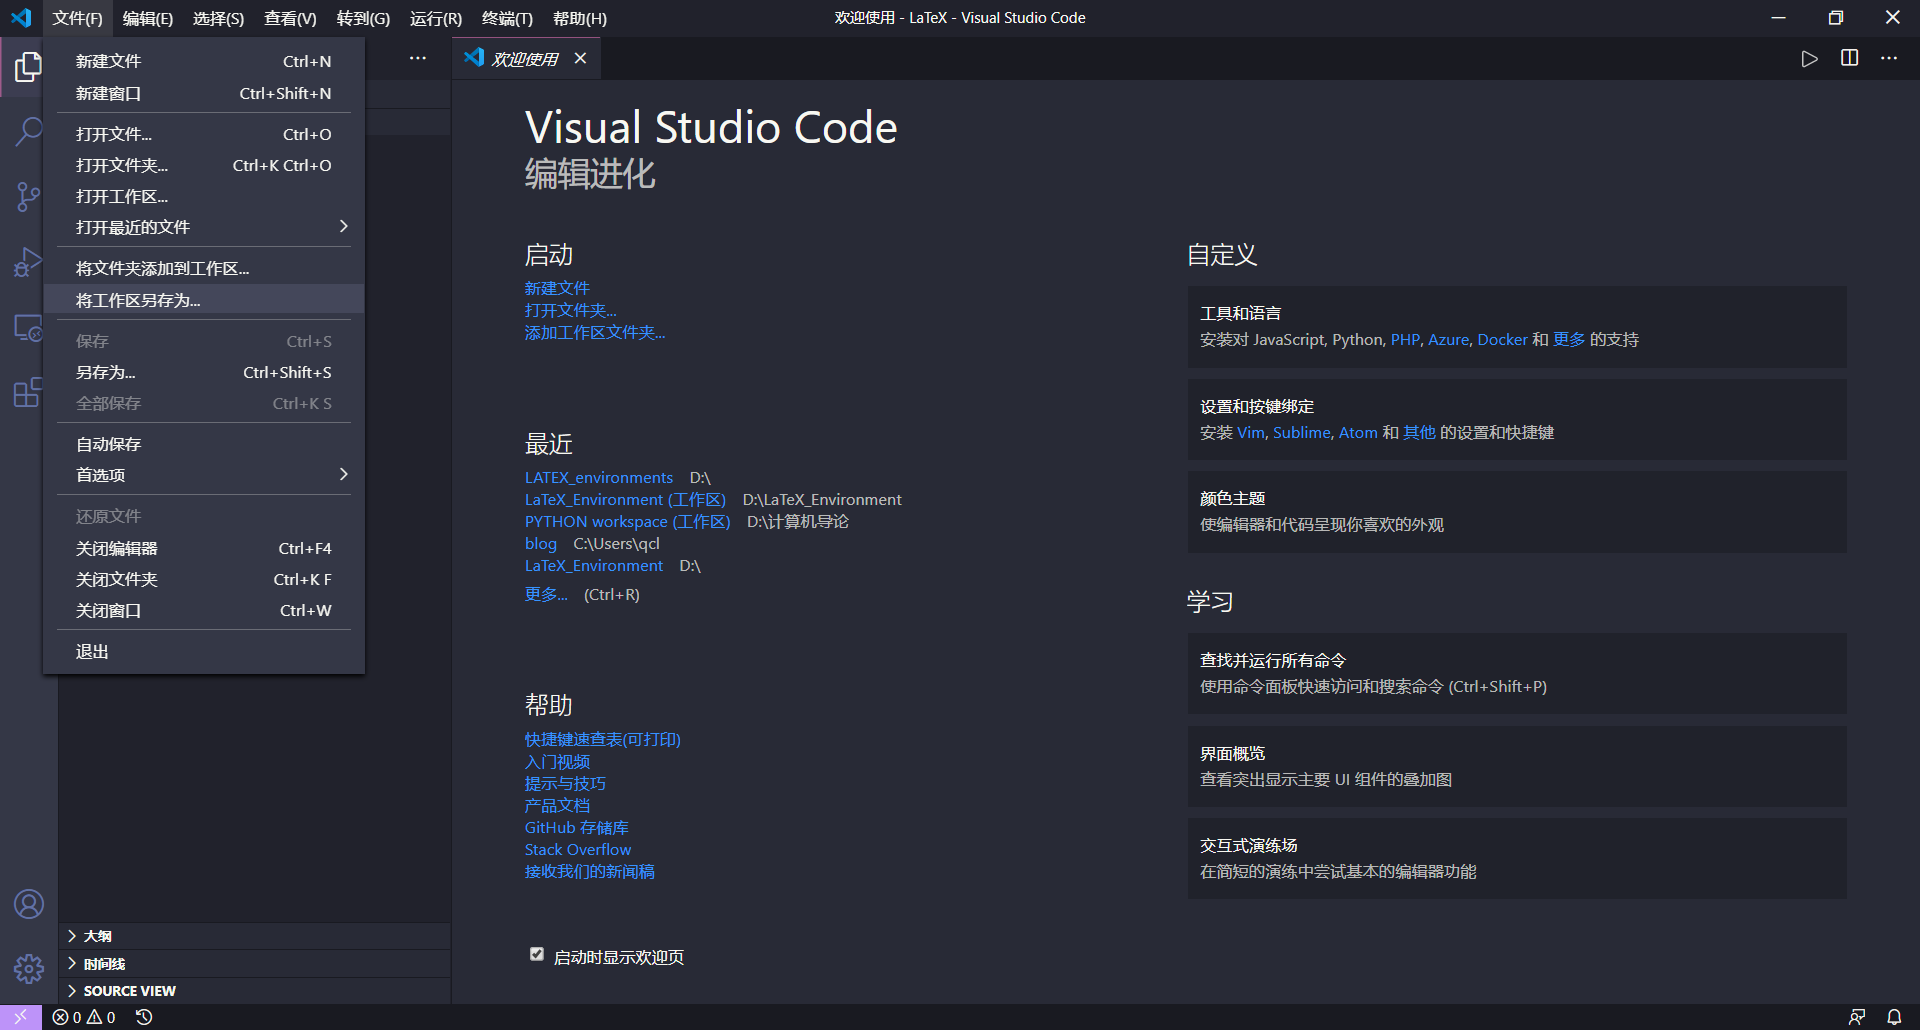 文件(F) 编辑(E) 选择(S) 查看(V) 转到(G) 运行(R) 终端(T) 帮助(H) 欢迎使用 - LaTeX - Visual Studio Code
新建文件 Ctrl+N
新建窗口 Ctrl+Shift+N
打开文件... Ctrl+O
打开文件夹... Ctrl+K Ctrl+O
打开工作区...
打开最近的文件
将文件夹添加到工作区...
将工作区另存为...
保存 Ctrl+S
另存为... Ctrl+Shift+S
全部保存 Ctrl+K S
自动保存
首选项
还原文件
关闭编辑器 Ctrl+F4
关闭文件夹 Ctrl+K F
关闭窗口 Ctrl+W
退出
大纲
时间线
SOURCE VIEW
欢迎使用
Visual Studio Code
编辑进化
启动
新建文件
打开文件夹...
添加工作区文件夹...
最近
LATEX_environments D:\
LaTeX_Environment (工作区) D:\LaTeX_Environment
PYTHON workspace (工作区) D:\计算机导论
blog C:\Users\qcl
LaTeX_Environment D:\
更多... (Ctrl+R)
帮助
快捷键速查表(可打印)
入门视频
提示与技巧
产品文档
GitHub 存储库
Stack Overflow
接收我们的新闻稿
启动时显示欢迎页
自定义
工具和语言
安装对 JavaScript, Python, PHP, Azure, Docker 和 更多 的支持
设置和按键绑定
安装 Vim, Sublime, Atom 和 其他 的设置和快捷键
颜色主题
使编辑器和代码呈现你喜欢的外观
学习
查找并运行所有命令
使用命令面板快速访问和搜索命令 (Ctrl+Shift+P)
界面概览
查看突出显示主要 UI 组件的叠加图
交互式演练场
在简短的演练中尝试基本的编辑器功能
0 0